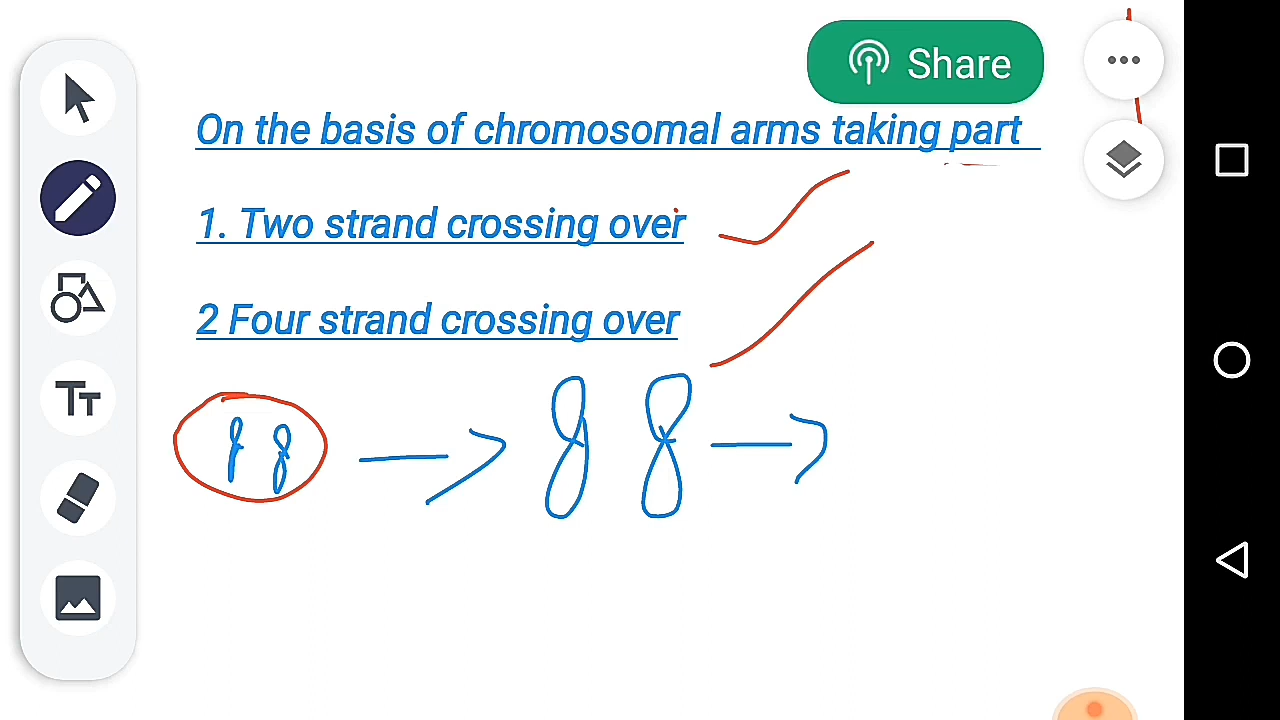 Share
On the basis of chromosomal arms taking part
1. Two strand crossing over
2 Four strand crossing over
TT